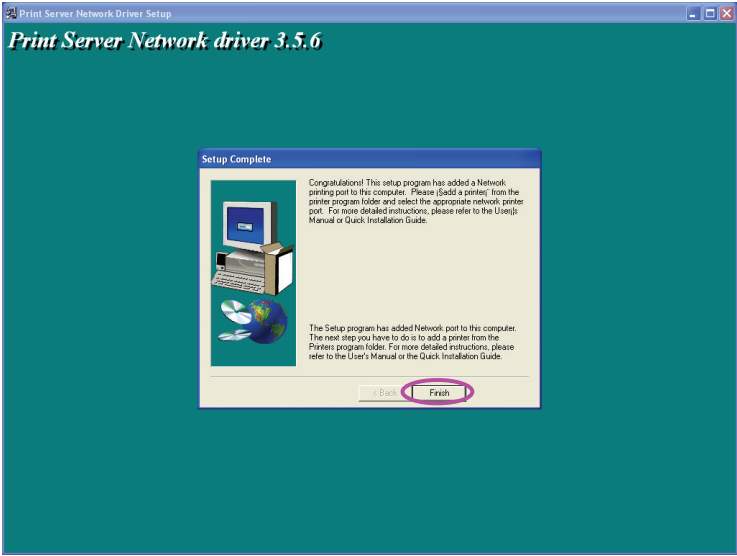 Print Server Network Driver Setup
Print Server Network driver 3.5.6
Setup Complete
Congratulations! This setup program has added a Network
printing port to this computer. Please ¡§add a printer¡¨ from the
printer program folder and select the appropriate network printer
port. For more detailed instructions, please refer to the User¡¦s
Manual or Quick Installation Guide.
The Setup program has added Network port to this computer.
The next step you have to do is to add a printer from the
Printers program folder. For more detailed instructions, please
refer to the User's Manual or the Quick Installation Guide.
< Back
Finish